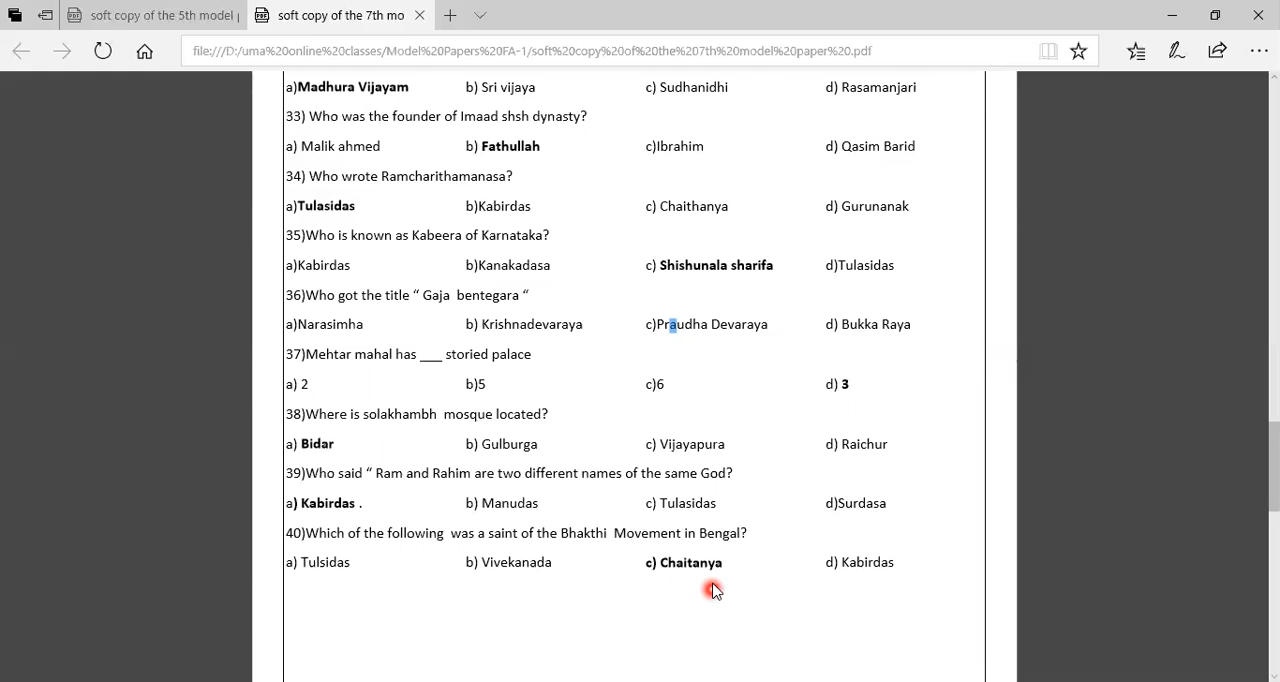 soft copy of the 5th model p
soft copy of the 7th mo
file:///D:/uma%20online%20classes/Model%20Papers%20FA-1/soft%20copy%20of%20the%207th%20model%20paper%20.pdf
a)Madhura Vijayam b) Sri vijaya c) Sudhanidhi d) Rasamanjari
33) Who was the founder of Imaad shsh dynasty?
a) Malik ahmed b) Fathullah c)Ibrahim d) Qasim Barid
34) Who wrote Ramcharithamanasa?
a)Tulasidas b)Kabirdas c) Chaithanya d) Gurunanak
35)Who is known as Kabeera of Karnataka?
a)Kabirdas b)Kanakadasa c) Shishunala sharifa d)Tulasidas
36)Who got the title “ Gaja bentegara “
a)Narasimha b) Krishnadevaraya c)Praudha Devaraya d) Bukka Raya
37)Mehtar mahal has ___ storied palace
a) 2 b)5 c)6 d) 3
38)Where is solakhambh mosque located?
a) Bidar b) Gulburga c) Vijayapura d) Raichur
39)Who said “ Ram and Rahim are two different names of the same God?
a) Kabirdas . b) Manudas c) Tulasidas d)Surdasa
40)Which of the following was a saint of the Bhakthi Movement in Bengal?
a) Tulsidas b) Vivekanada c) Chaitanya d) Kabirdas